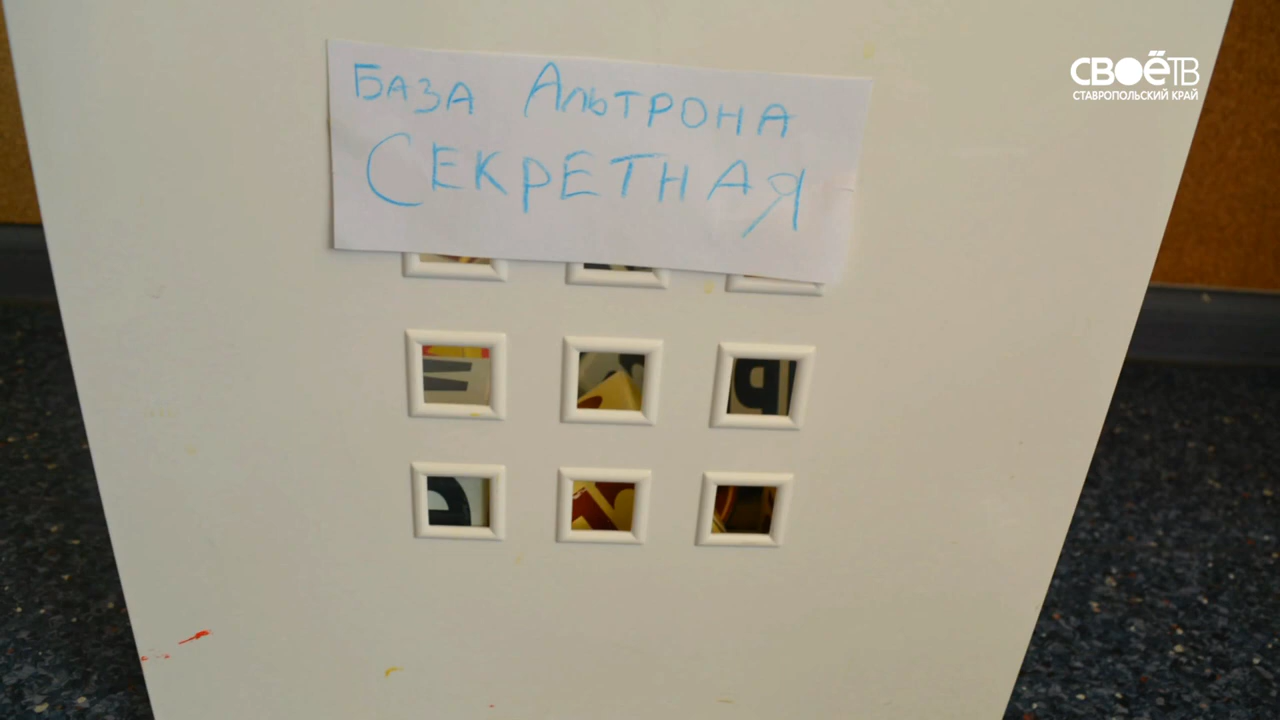 БАЗА АЛЬТРОНА
СЕКРЕТНАЯ
СВОЁТВ
СТАВРОПОЛЬСКИЙ КРАЙ